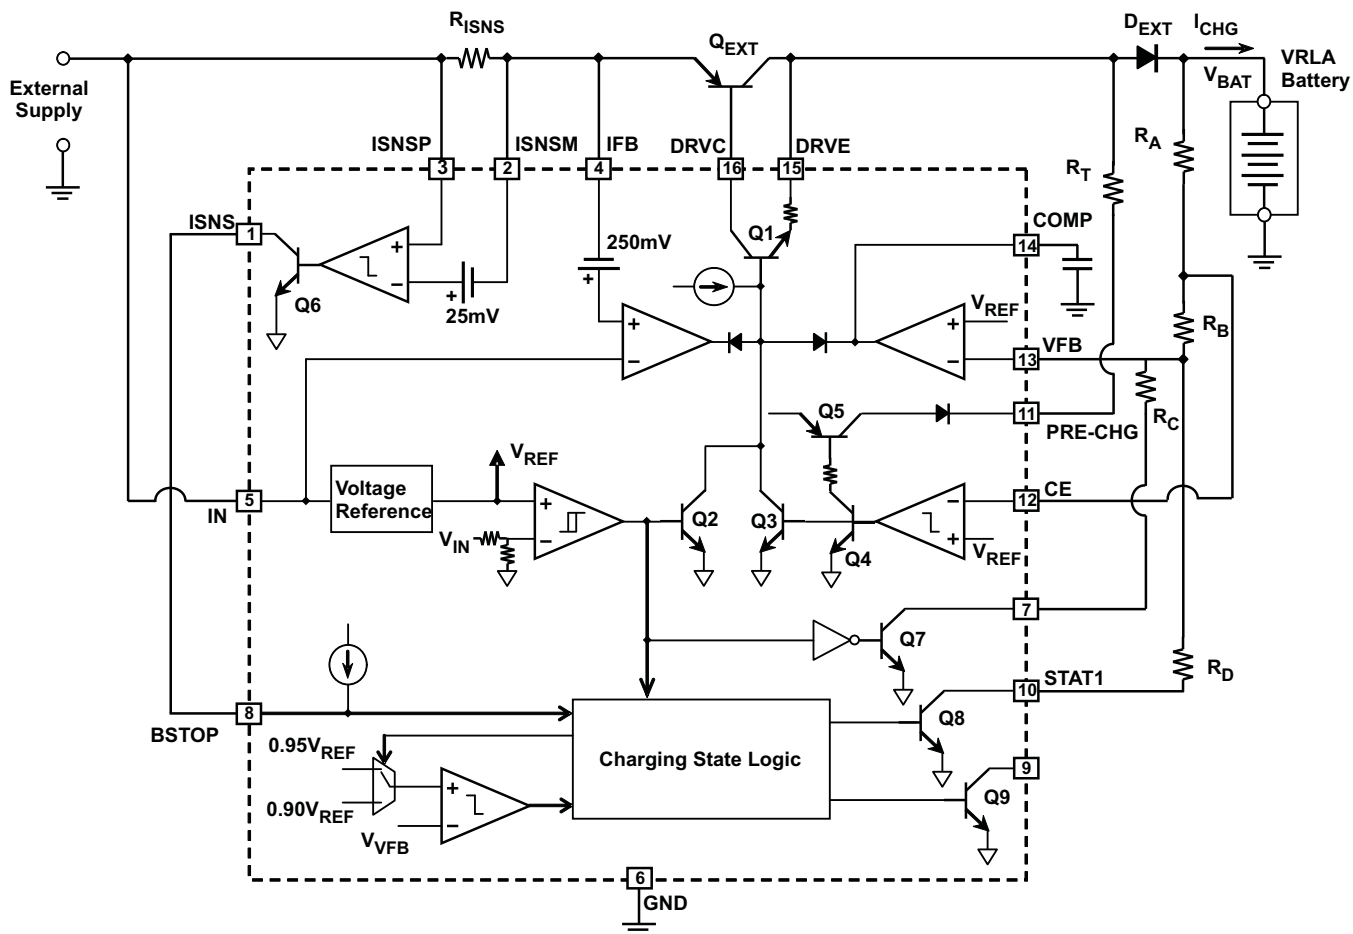 R_ISNS
Q_EXT
D_EXT
I_CHG
V_BAT
VRLA
Battery
External
Supply
ISNSP
ISNSM
IFB
DRVC
DRVE
3
2
4
16
15
R_T
R_A
ISNS
1
COMP
14
250mV
Q1
+
+
−
+
25mV
Q6
V_REF
R_B
+
−
+
−
VFB
13
Q5
11
PRE-CHG
R_C
V_REF
IN
5
Voltage
Reference
+
−
V_IN
Q2
Q3
Q4
−
+
V_REF
CE
12
7
Q7
STAT1
10
R_D
Q8
BSTOP
8
0.95V_REF
0.90V_REF
+
−
V_VFB
Charging State Logic
9
Q9
6
GND